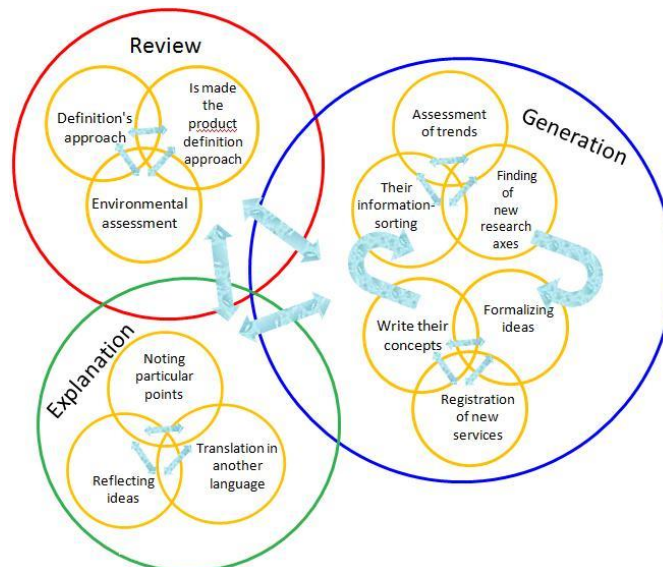 Review
Definition's
approach
Is made
the
product
definition
approach
Environmental
assessment
Generation
Assessment
of trends
Their
information-
sorting
Finding
of new
research
axes
Write their
concepts
Formalizing
ideas
Registration
of new
services
Explanation
Noting
particular
points
Reflecting
ideas
Translation in
another
language